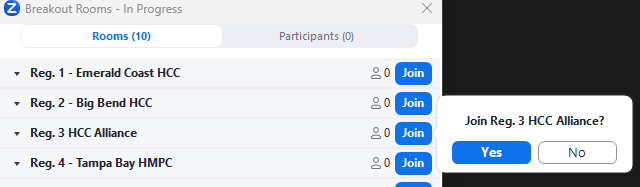 Breakout Rooms - In Progress
Rooms (10)
Participants (0)
Reg. 1 - Emerald Coast HCC
0
Join
Reg. 2 - Big Bend HCC
0
Join
Reg. 3 HCC Alliance
0
Join
Reg. 4 - Tampa Bay HMPC
0
Join
Join Reg. 3 HCC Alliance?
Yes
No